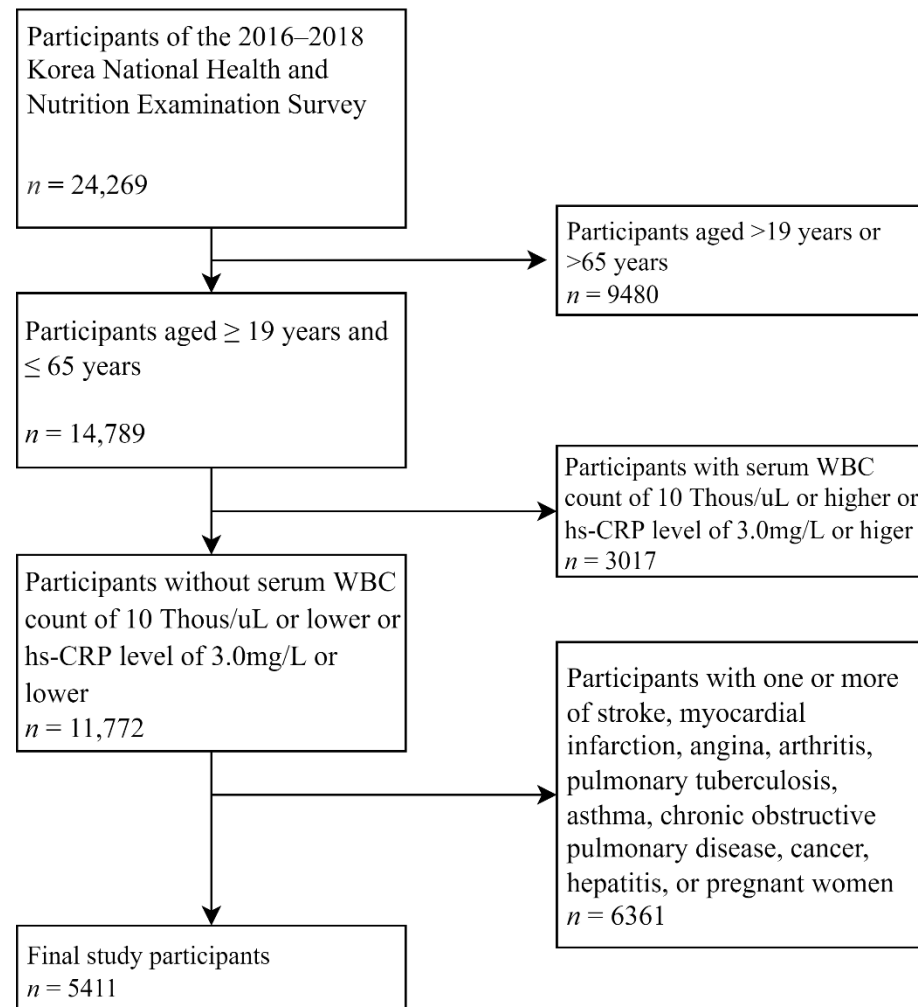 Participants of the 2016–2018
Korea National Health and
Nutrition Examination Survey
n = 24,269
Participants aged >19 years or
>65 years
n = 9480
Participants aged ≥ 19 years and
≤ 65 years
n = 14,789
Participants with serum WBC
count of 10 Thous/uL or higher or
hs-CRP level of 3.0mg/L or higer
n = 3017
Participants without serum WBC
count of 10 Thous/uL or lower or
hs-CRP level of 3.0mg/L or
lower
n = 11,772
Participants with one or more
of stroke, myocardial
infarction, angina, arthritis,
pulmonary tuberculosis,
asthma, chronic obstructive
pulmonary disease, cancer,
hepatitis, or pregnant women
n = 6361
Final study participants
n = 5411